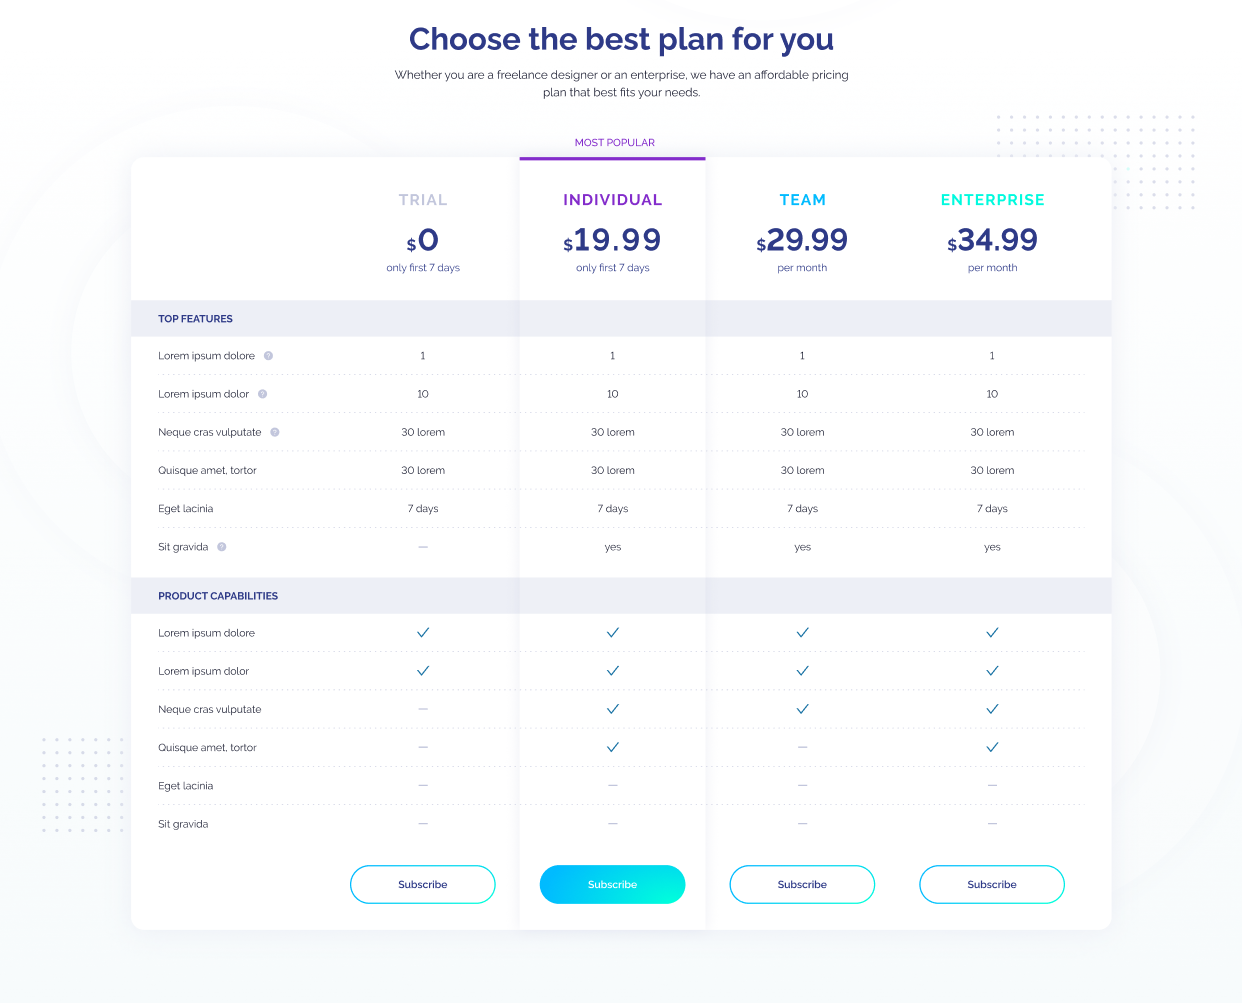 Choose the best plan for you
Whether you are a freelance designer or an enterprise, we have an affordable pricing
plan that best fits your needs.
MOST POPULAR
TRIAL INDIVIDUAL TEAM ENTERPRISE
$0 $19.99 $29.99 $34.99
only first 7 days only first 7 days per month per month
TOP FEATURES
Lorem ipsum dolore ? 1 1 1 1
Lorem ipsum dolor ? 10 10 10 10
Neque cras vulputate ? 30 lorem 30 lorem 30 lorem 30 lorem
Quisque amet, tortor 30 lorem 30 lorem 30 lorem 30 lorem
Eget lacinia 7 days 7 days 7 days 7 days
Sit gravida ? — yes yes yes
PRODUCT CAPABILITIES
Lorem ipsum dolore ✓ ✓ ✓ ✓
Lorem ipsum dolor ✓ ✓ ✓ ✓
Neque cras vulputate — ✓ ✓ ✓
Quisque amet, tortor — ✓ — ✓
Eget lacinia — — — —
Sit gravida — — — —
Subscribe Subscribe Subscribe Subscribe